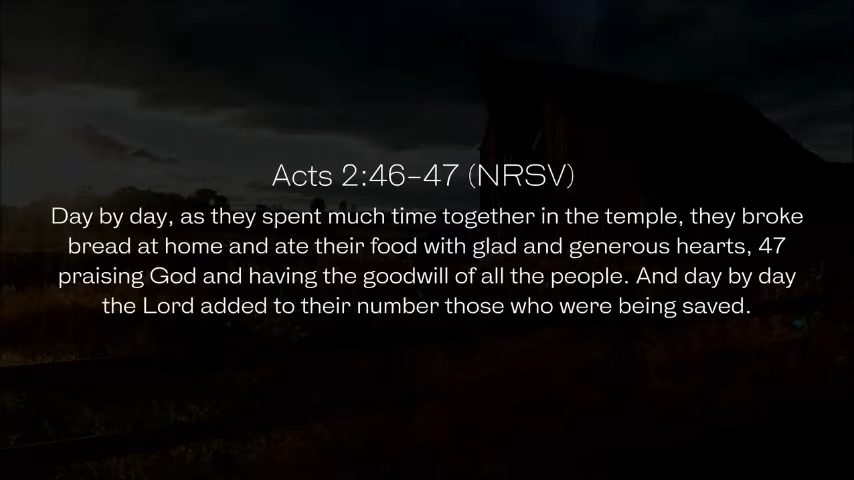 Acts 2:46–47 (NRSV)
Day by day, as they spent much time together in the temple, they broke
bread at home and ate their food with glad and generous hearts, 47
praising God and having the goodwill of all the people. And day by day
the Lord added to their number those who were being saved.